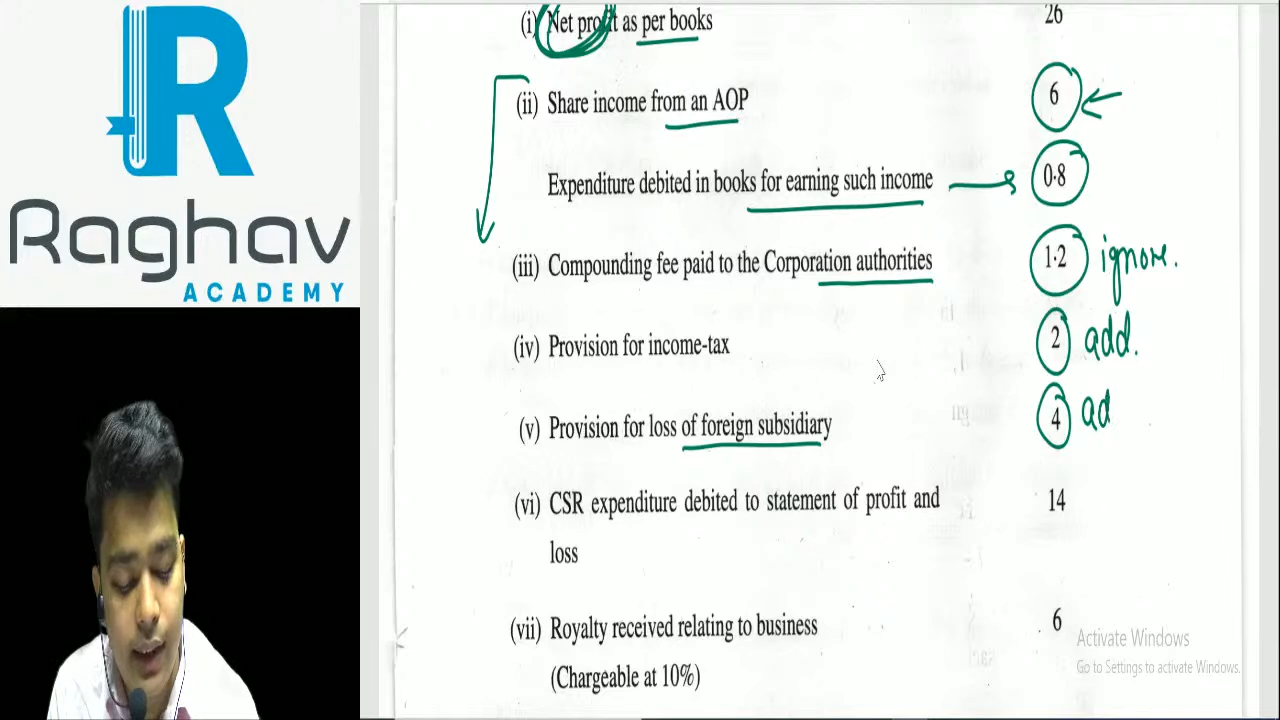 (i) Net profit as per books 26
(ii) Share income from an AOP 6
Expenditure debited in books for earning such income 0·8
(iii) Compounding fee paid to the Corporation authorities 1·2 ignore.
(iv) Provision for income-tax 2 add.
(v) Provision for loss of foreign subsidiary 4 ad
(vi) CSR expenditure debited to statement of profit and 14
loss
(vii) Royalty received relating to business 6
(Chargeable at 10%)
R
Raghav
ACADEMY
Activate Windows
Go to Settings to activate Windows.